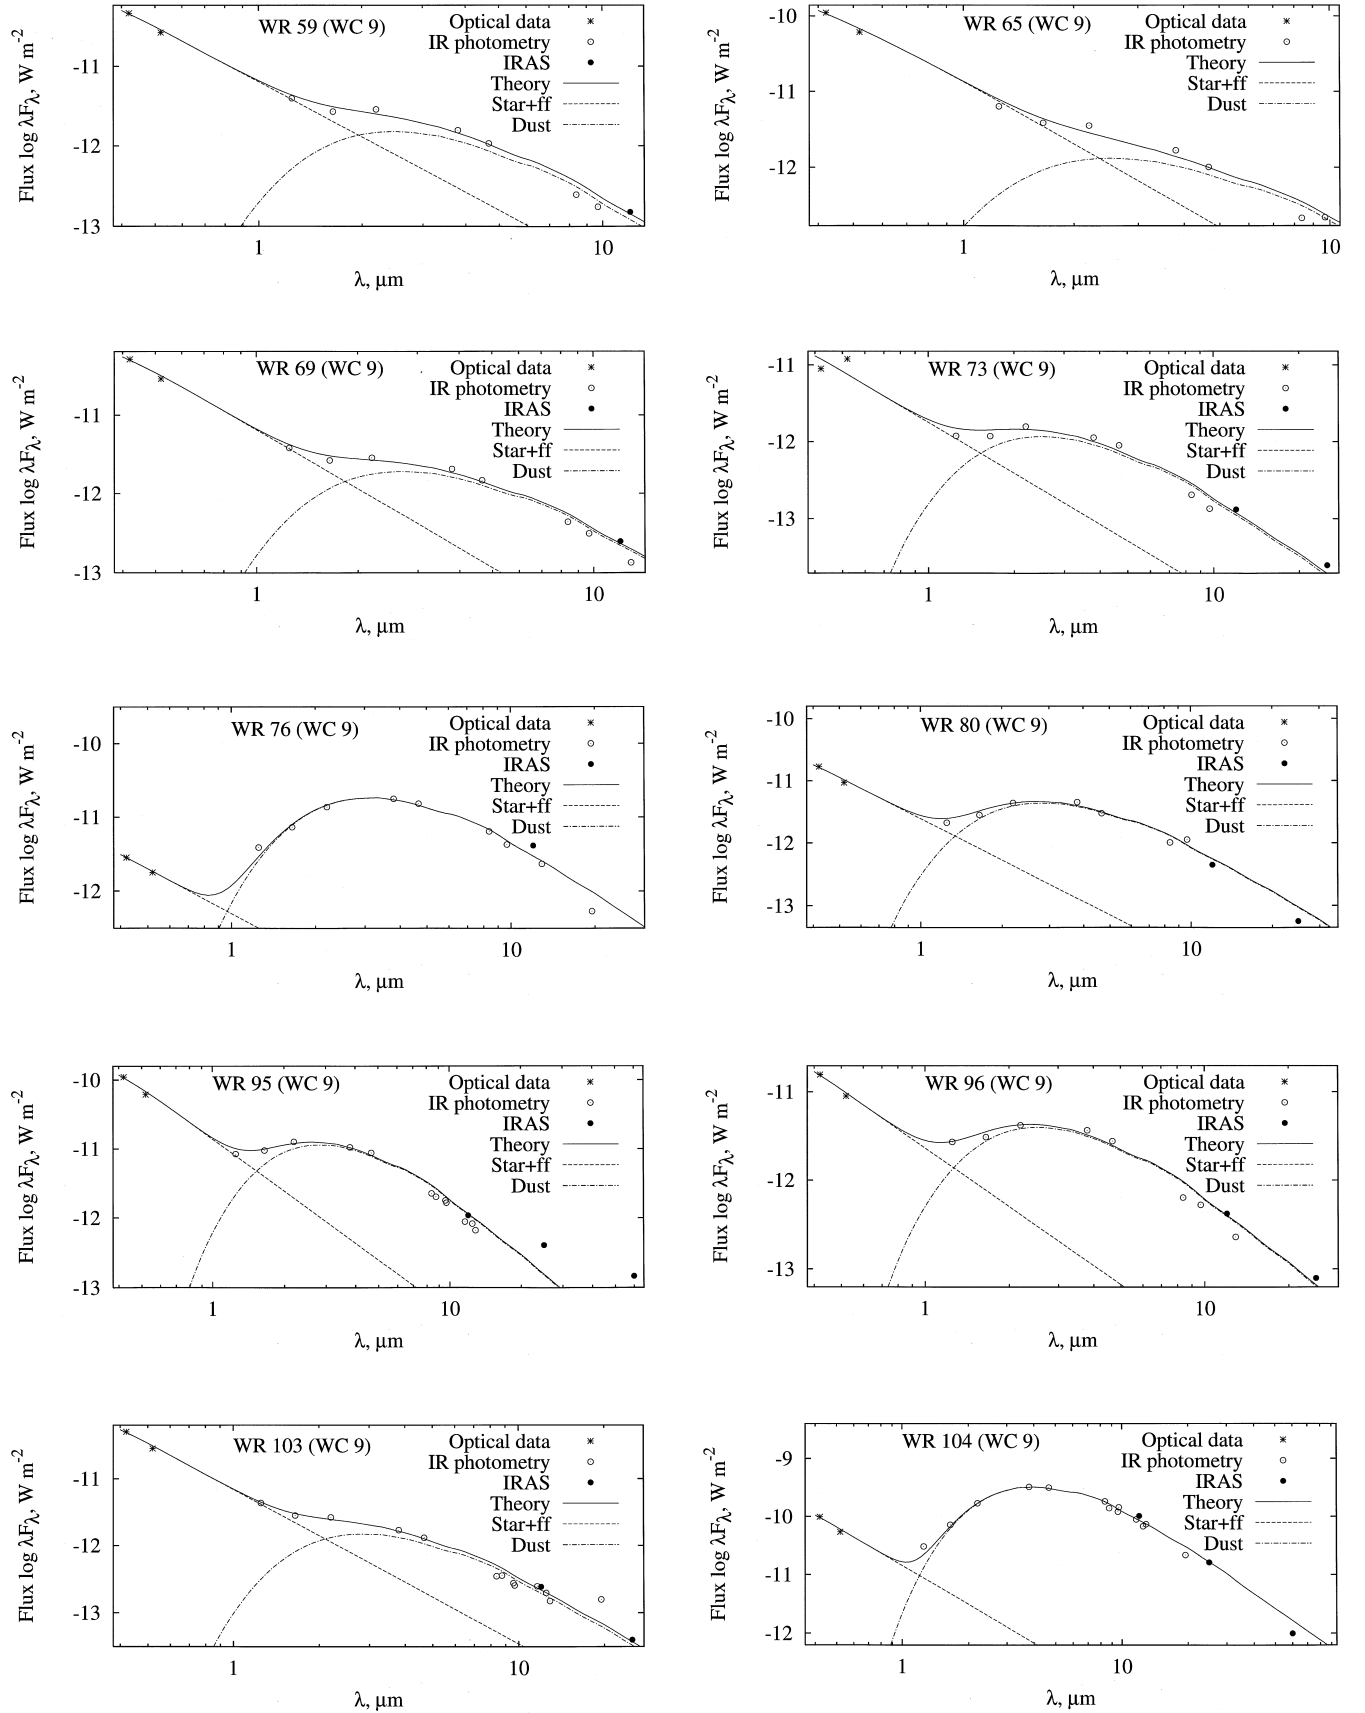 WR 59 (WC 9)
Optical data
IR photometry
IRAS
Theory
Star+ff
Dust
Flux log λFλ, W m-2
-11
-12
-13
1
10
λ, μm
WR 65 (WC 9)
Optical data
IR photometry
Theory
Star+ff
Dust
Flux log λFλ, W m-2
-10
-11
-12
1
10
λ, μm
WR 69 (WC 9)
Optical data
IR photometry
IRAS
Theory
Star+ff
Dust
Flux log λFλ, W m-2
-11
-12
-13
1
10
λ, μm
WR 73 (WC 9)
Optical data
IR photometry
IRAS
Theory
Star+ff
Dust
Flux log λFλ, W m-2
-11
-12
-13
1
10
λ, μm
WR 76 (WC 9)
Optical data
IR photometry
IRAS
Theory
Star+ff
Dust
Flux log λFλ, W m-2
-10
-11
-12
1
10
λ, μm
WR 80 (WC 9)
Optical data
IR photometry
IRAS
Theory
Star+ff
Dust
Flux log λFλ, W m-2
-10
-11
-12
-13
1
10
λ, μm
WR 95 (WC 9)
Optical data
IR photometry
IRAS
Theory
Star+ff
Dust
Flux log λFλ, W m-2
-10
-11
-12
-13
1
10
λ, μm
WR 96 (WC 9)
Optical data
IR photometry
IRAS
Theory
Star+ff
Dust
Flux log λFλ, W m-2
-11
-12
-13
1
10
λ, μm
WR 103 (WC 9)
Optical data
IR photometry
IRAS
Theory
Star+ff
Dust
Flux log λFλ, W m-2
-11
-12
-13
1
10
λ, μm
WR 104 (WC 9)
Optical data
IR photometry
IRAS
Theory
Star+ff
Dust
Flux log λFλ, W m-2
-9
-10
-11
-12
1
10
λ, μm